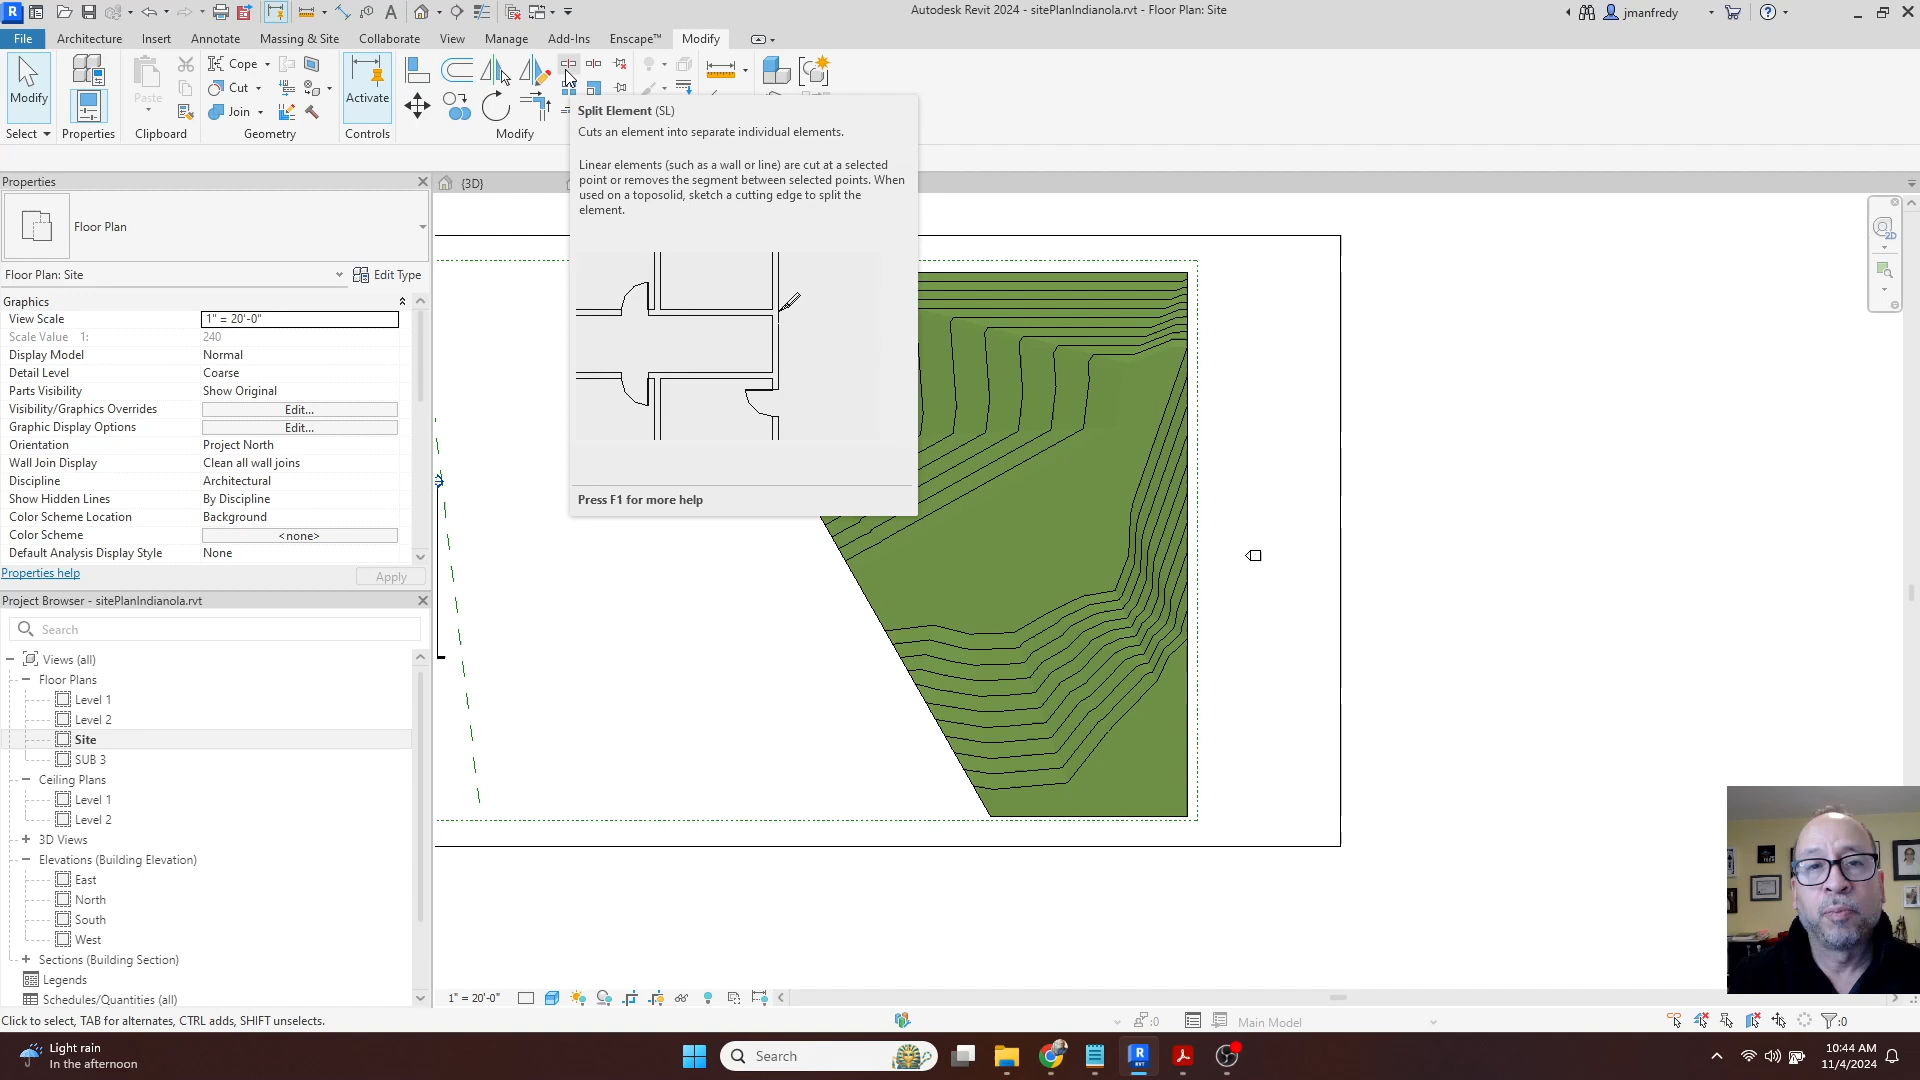 Autodesk Revit 2024 - sitePlanIndianola.rvt - Floor Plan: Site
jmanfredy
File
Architecture
Insert
Annotate
Massing & Site
Collaborate
View
Manage
Add-Ins
Enscape™
Modify
Modify
Properties
Paste
Cope
Cut
Join
Activate
Select
Properties
Clipboard
Geometry
Controls
Modify
Split Element (SL)
Cuts an element into separate individual elements.
Linear elements (such as a wall or line) are cut at a selected
point or removes the segment between selected points. When
used on a toposolid, sketch a cutting edge to split the
element.
Press F1 for more help
Properties
Floor Plan
Floor Plan: Site
Edit Type
Graphics
View Scale 1" = 20'-0"
Scale Value 1: 240
Display Model Normal
Detail Level Coarse
Parts Visibility Show Original
Visibility/Graphics Overrides Edit...
Graphic Display Options Edit...
Orientation Project North
Wall Join Display Clean all wall joins
Discipline Architectural
Show Hidden Lines By Discipline
Color Scheme Location Background
Color Scheme <none>
Default Analysis Display Style None
Properties help
Apply
{3D}
2D
Project Browser - sitePlanIndianola.rvt
Search
Views (all)
Floor Plans
Level 1
Level 2
Site
SUB 3
Ceiling Plans
Level 1
Level 2
3D Views
Elevations (Building Elevation)
East
North
South
West
Sections (Building Section)
Legends
Schedules/Quantities (all)
1" = 20'-0"
Click to select, TAB for alternates, CTRL adds, SHIFT unselects.
:0
Main Model
:0
Light rain
In the afternoon
Search
10:44 AM
11/4/2024